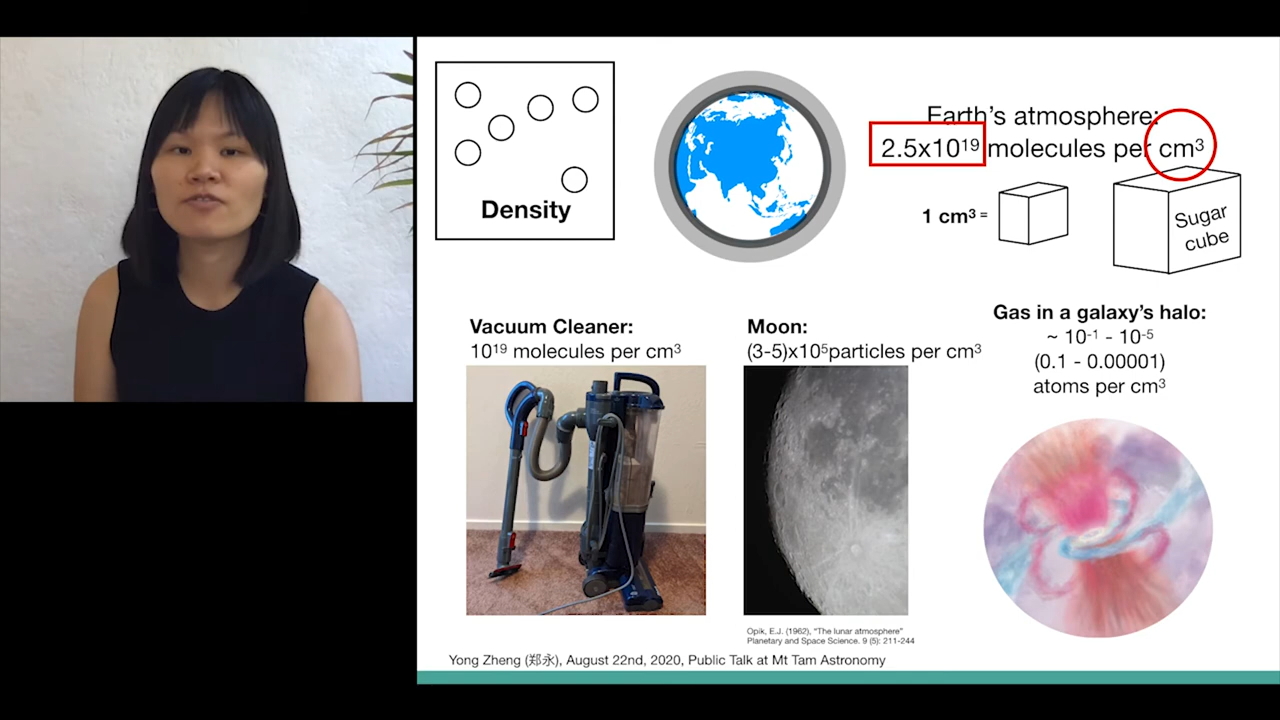 Density
Earth's atmosphere:
2.5x10¹⁹ molecules per cm³
1 cm³ =
Sugar
cube
Vacuum Cleaner:
10¹⁹ molecules per cm³
Moon:
(3-5)x10⁵particles per cm³
Gas in a galaxy's halo:
~ 10⁻¹ - 10⁻⁵
(0.1 - 0.00001)
atoms per cm³
Opik, E.J. (1962), "The lunar atmosphere"
Planetary and Space Science. 9 (5): 211-244
Yong Zheng (郑永), August 22nd, 2020, Public Talk at Mt Tam Astronomy